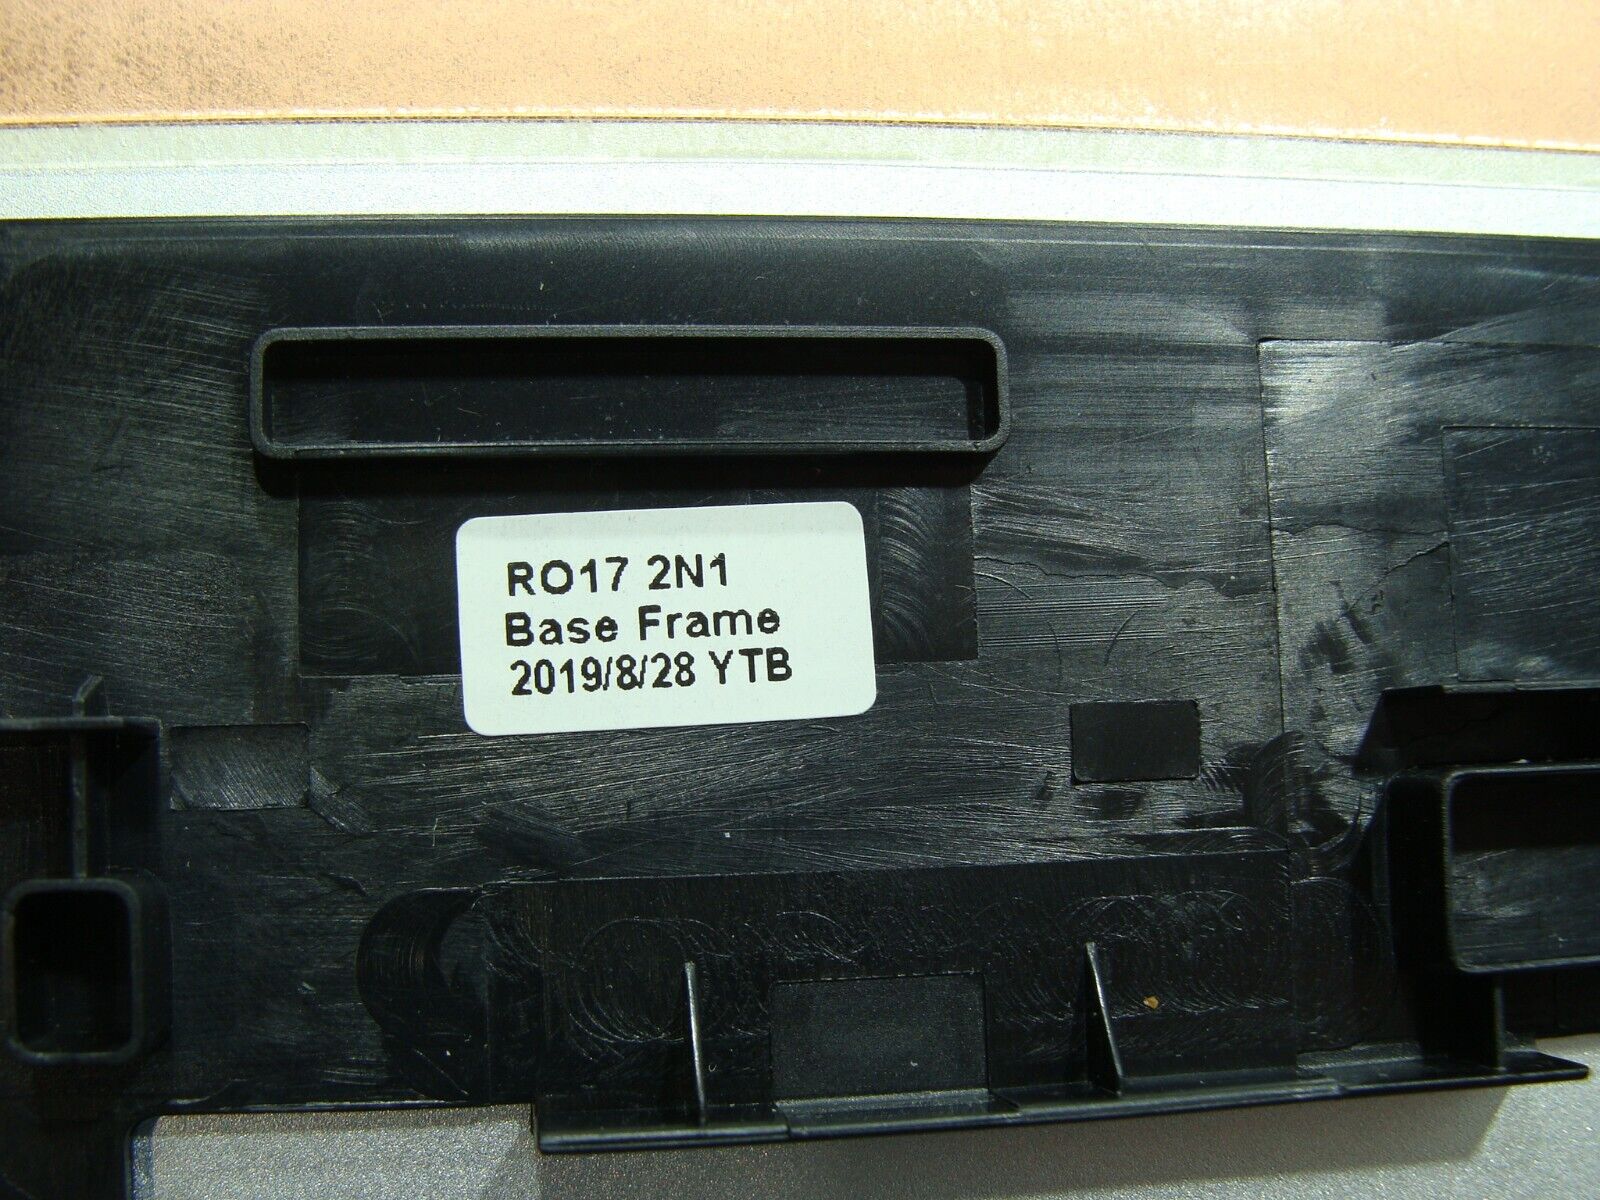 RO17 2N1
Base Frame
2019/8/28 YTB